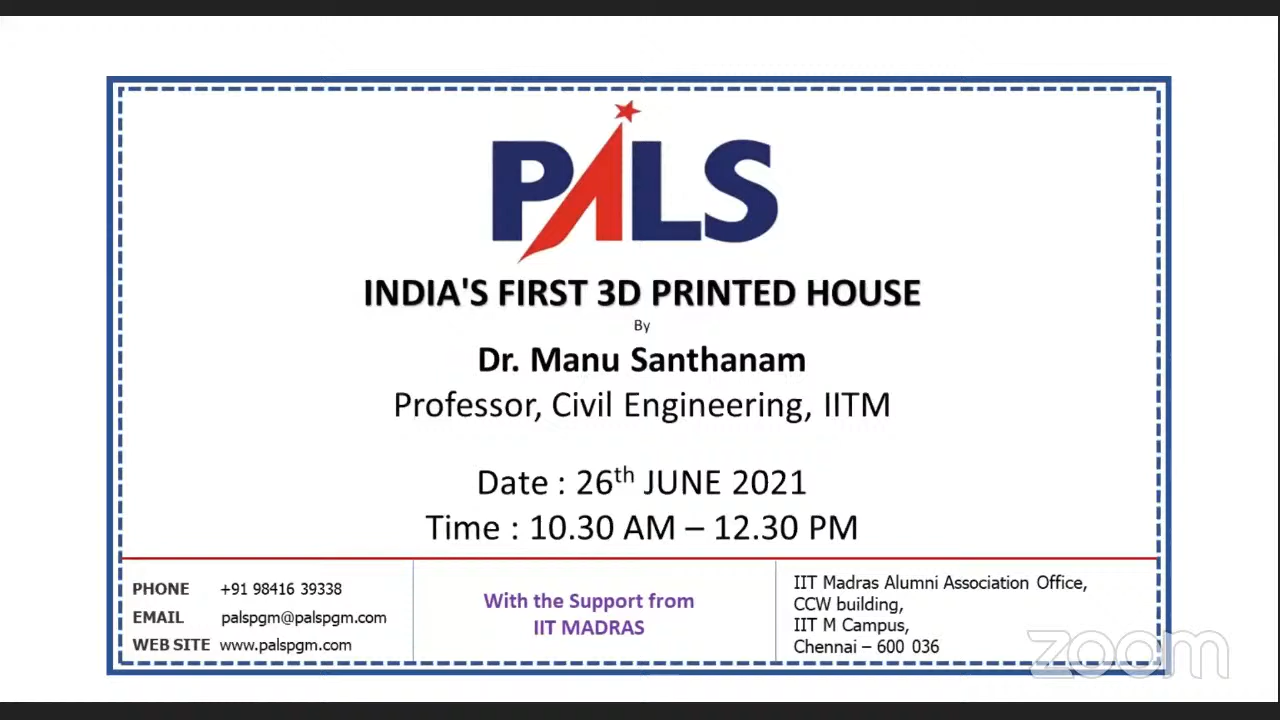 PALS
INDIA'S FIRST 3D PRINTED HOUSE
By
Dr. Manu Santhanam
Professor, Civil Engineering, IITM
Date : 26th JUNE 2021
Time : 10.30 AM – 12.30 PM
PHONE +91 98416 39338
EMAIL palspgm@palspgm.com
WEB SITE www.palspgm.com
With the Support from
IIT MADRAS
IIT Madras Alumni Association Office,
CCW building,
IIT M Campus,
Chennai – 600 036
zoom